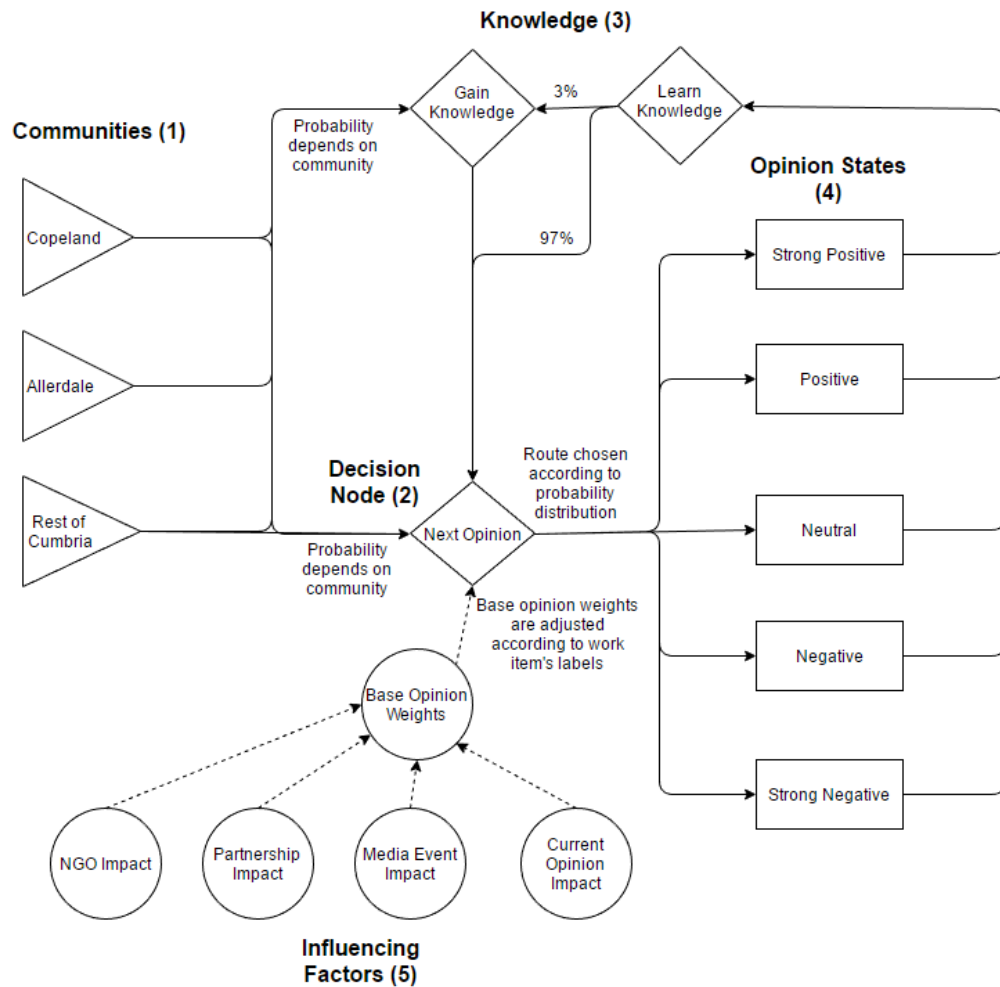 Knowledge (3)
Gain
Knowledge
3%
Learn
Knowledge
Communities (1)
Probability
depends on
community
Opinion States
(4)
Copeland
97%
Strong Positive
Allerdale
Positive
Decision
Node (2)
Route chosen
according to
probability
distribution
Rest of
Cumbria
Next Opinion
Neutral
Probability
depends on
community
Base opinion weights
are adjusted
according to work
item's labels
Negative
Base Opinion
Weights
Strong Negative
NGO Impact
Partnership
Impact
Media Event
Impact
Current
Opinion
Impact
Influencing
Factors (5)